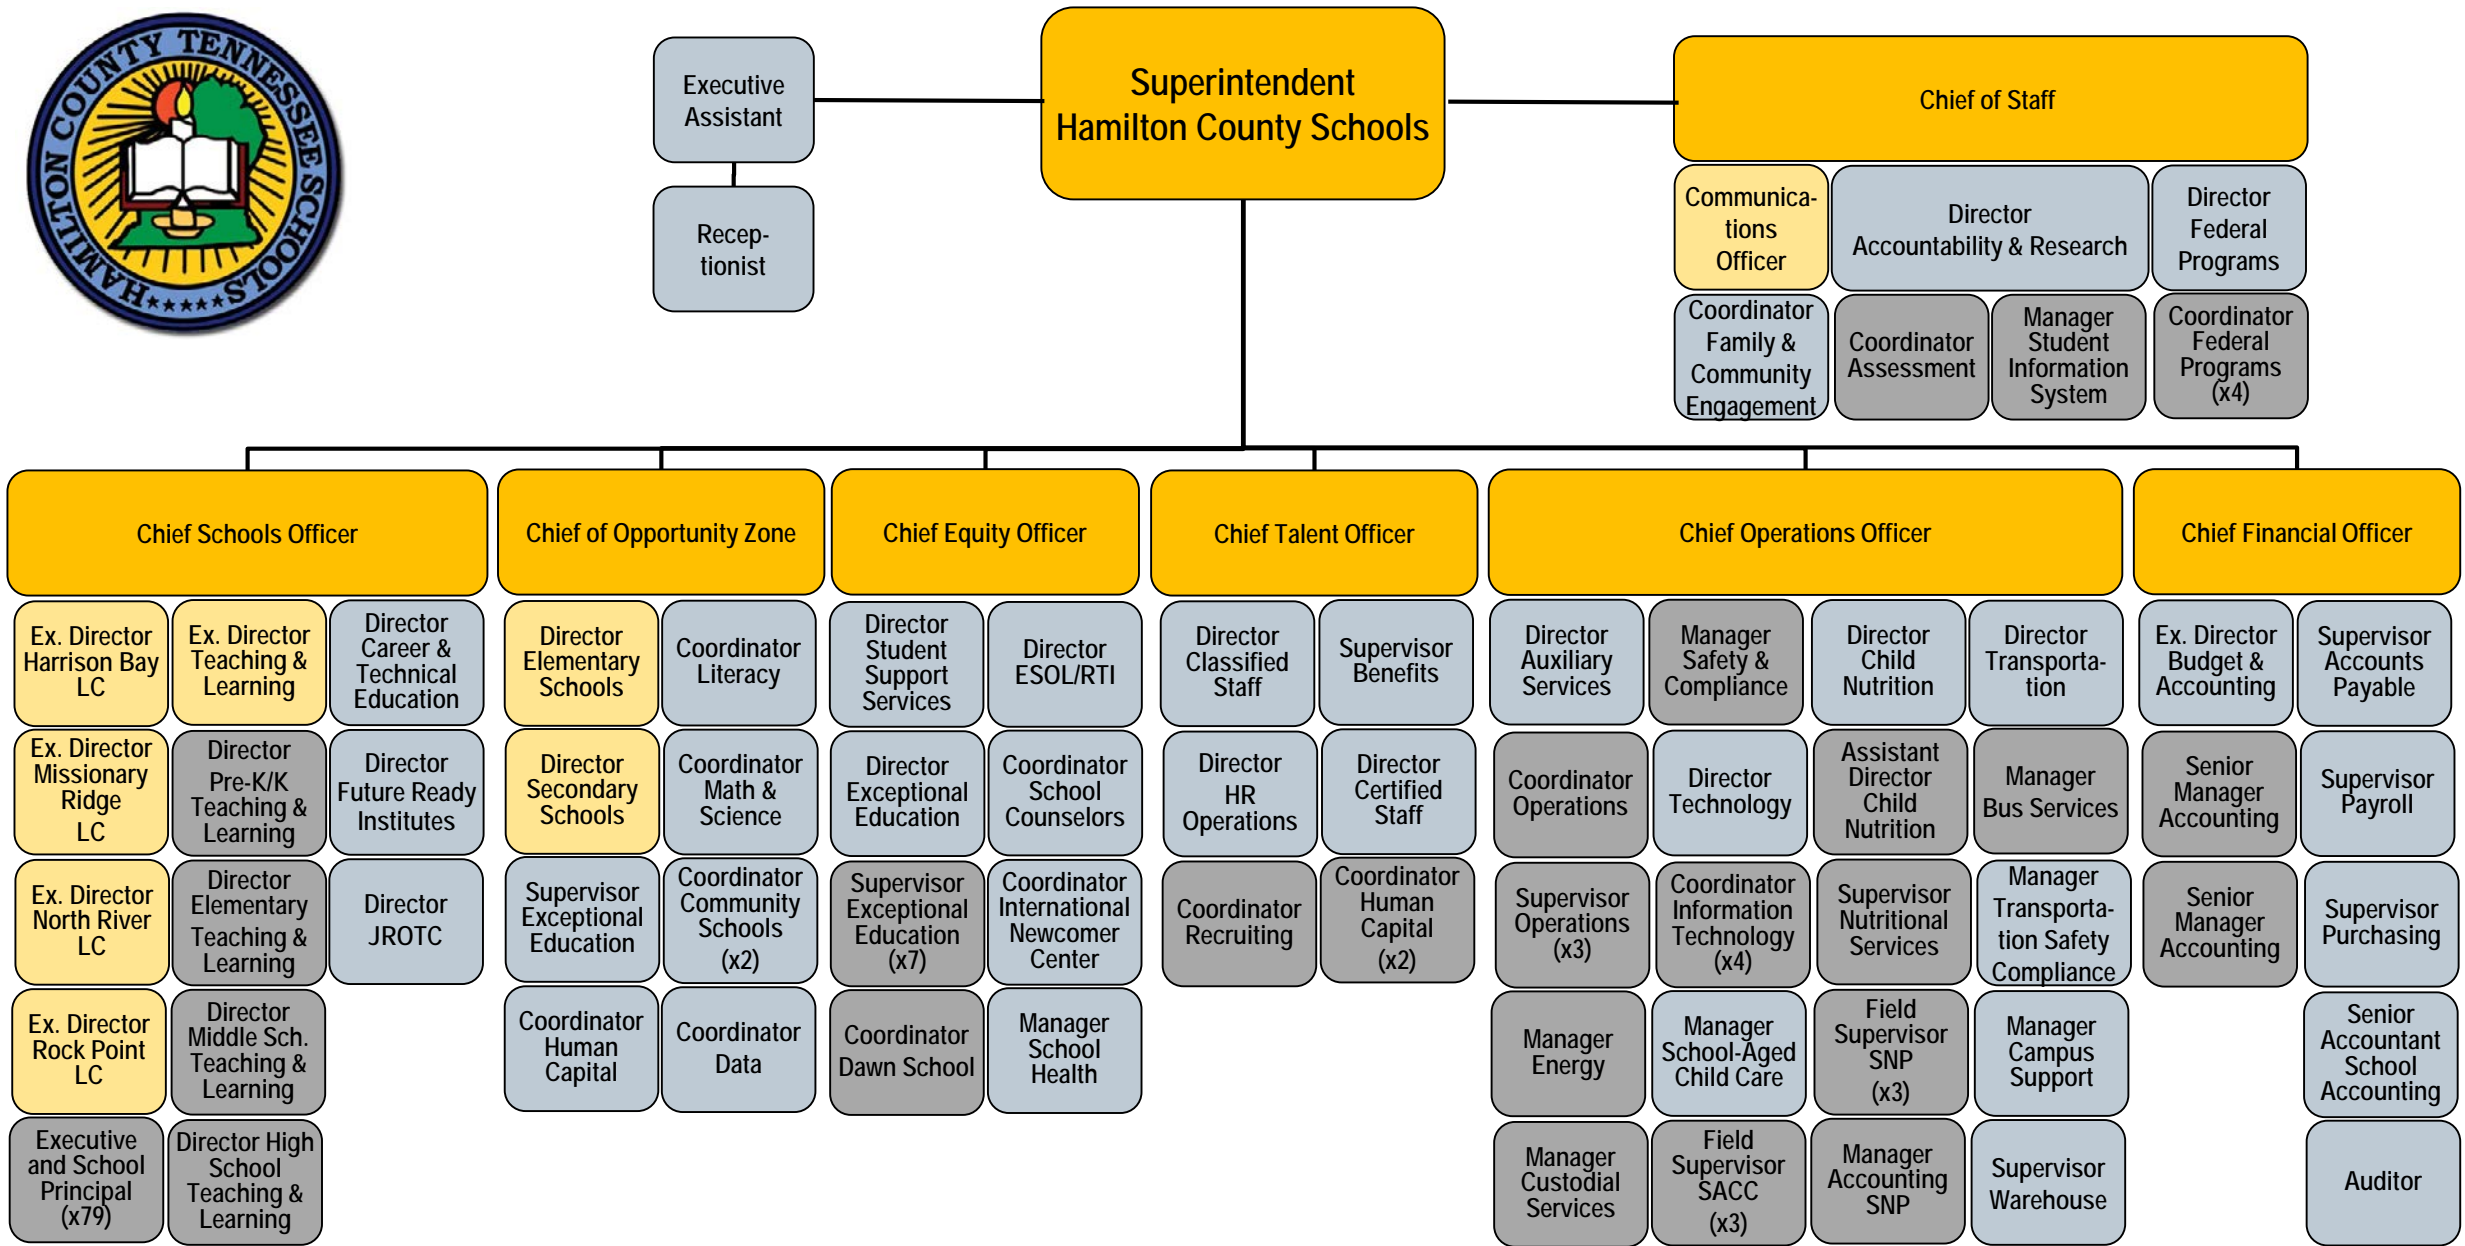 HAMILTON COUNTY TENNESSEE SCHOOLS
Executive
Assistant
Recep-
tionist
Superintendent
Hamilton County Schools
Chief of Staff
Communica-
tions
Officer
Director
Accountability & Research
Director
Federal
Programs
Coordinator
Family &
Community
Engagement
Coordinator
Assessment
Manager
Student
Information
System
Coordinator
Federal
Programs
(x4)
Chief Schools Officer
Ex. Director
Harrison Bay
LC
Ex. Director
Teaching &
Learning
Director
Career &
Technical
Education
Ex. Director
Missionary
Ridge
LC
Director
Pre-K/K
Teaching &
Learning
Director
Future Ready
Institutes
Ex. Director
North River
LC
Director
Elementary
Teaching &
Learning
Director
JROTC
Ex. Director
Rock Point
LC
Director
Middle Sch.
Teaching &
Learning
Executive
and School
Principal
(x79)
Director High
School
Teaching &
Learning
Chief of Opportunity Zone
Director
Elementary
Schools
Coordinator
Literacy
Director
Secondary
Schools
Coordinator
Math &
Science
Supervisor
Exceptional
Education
Coordinator
Community
Schools
(x2)
Coordinator
Human
Capital
Coordinator
Data
Chief Equity Officer
Director
Student
Support
Services
Director
ESOL/RTI
Director
Exceptional
Education
Coordinator
School
Counselors
Supervisor
Exceptional
Education
(x7)
Coordinator
International
Newcomer
Center
Coordinator
Dawn School
Manager
School
Health
Chief Talent Officer
Director
Classified
Staff
Supervisor
Benefits
Director
HR
Operations
Director
Certified
Staff
Coordinator
Recruiting
Coordinator
Human
Capital
(x2)
Chief Operations Officer
Director
Auxiliary
Services
Manager
Safety &
Compliance
Director
Child
Nutrition
Director
Transporta-
tion
Coordinator
Operations
Director
Technology
Assistant
Director
Child
Nutrition
Manager
Bus Services
Supervisor
Operations
(x3)
Coordinator
Information
Technology
(x4)
Supervisor
Nutritional
Services
Manager
Transporta-
tion Safety
Compliance
Manager
Energy
Manager
School-Aged
Child Care
Field
Supervisor
SNP
(x3)
Manager
Campus
Support
Manager
Custodial
Services
Field
Supervisor
SACC
(x3)
Manager
Accounting
SNP
Supervisor
Warehouse
Chief Financial Officer
Ex. Director
Budget &
Accounting
Supervisor
Accounts
Payable
Senior
Manager
Accounting
Supervisor
Payroll
Senior
Manager
Accounting
Supervisor
Purchasing
Senior
Accountant
School
Accounting
Auditor